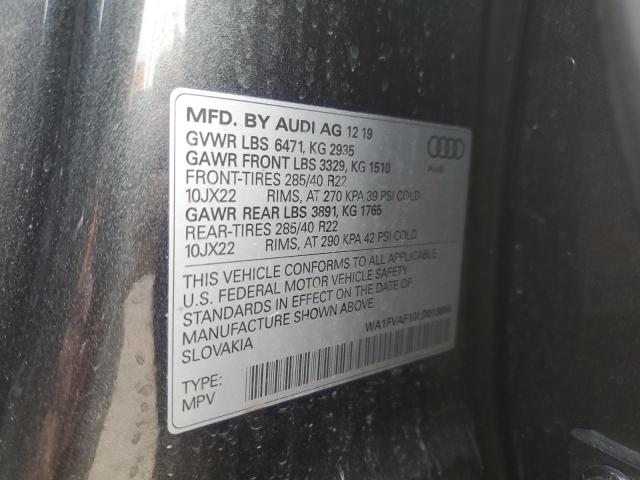 MFD. BY AUDI AG 12 19
GVWR LBS 6471, KG 2935
GAWR FRONT LBS 3329, KG 1510
FRONT-TIRES 285/40 R22
10JX22 RIMS, AT 270 KPA 39 PSI COLD
GAWR REAR LBS 3891, KG 1765
REAR-TIRES 285/40 R22
10JX22 RIMS, AT 290 KPA 42 PSI COLD
Audi
THIS VEHICLE CONFORMS TO ALL APPLICABLE
U.S. FEDERAL MOTOR VEHICLE SAFETY
STANDARDS IN EFFECT ON THE DATE OF
MANUFACTURE SHOWN ABOVE
SLOVAKIA
TYPE:
MPV